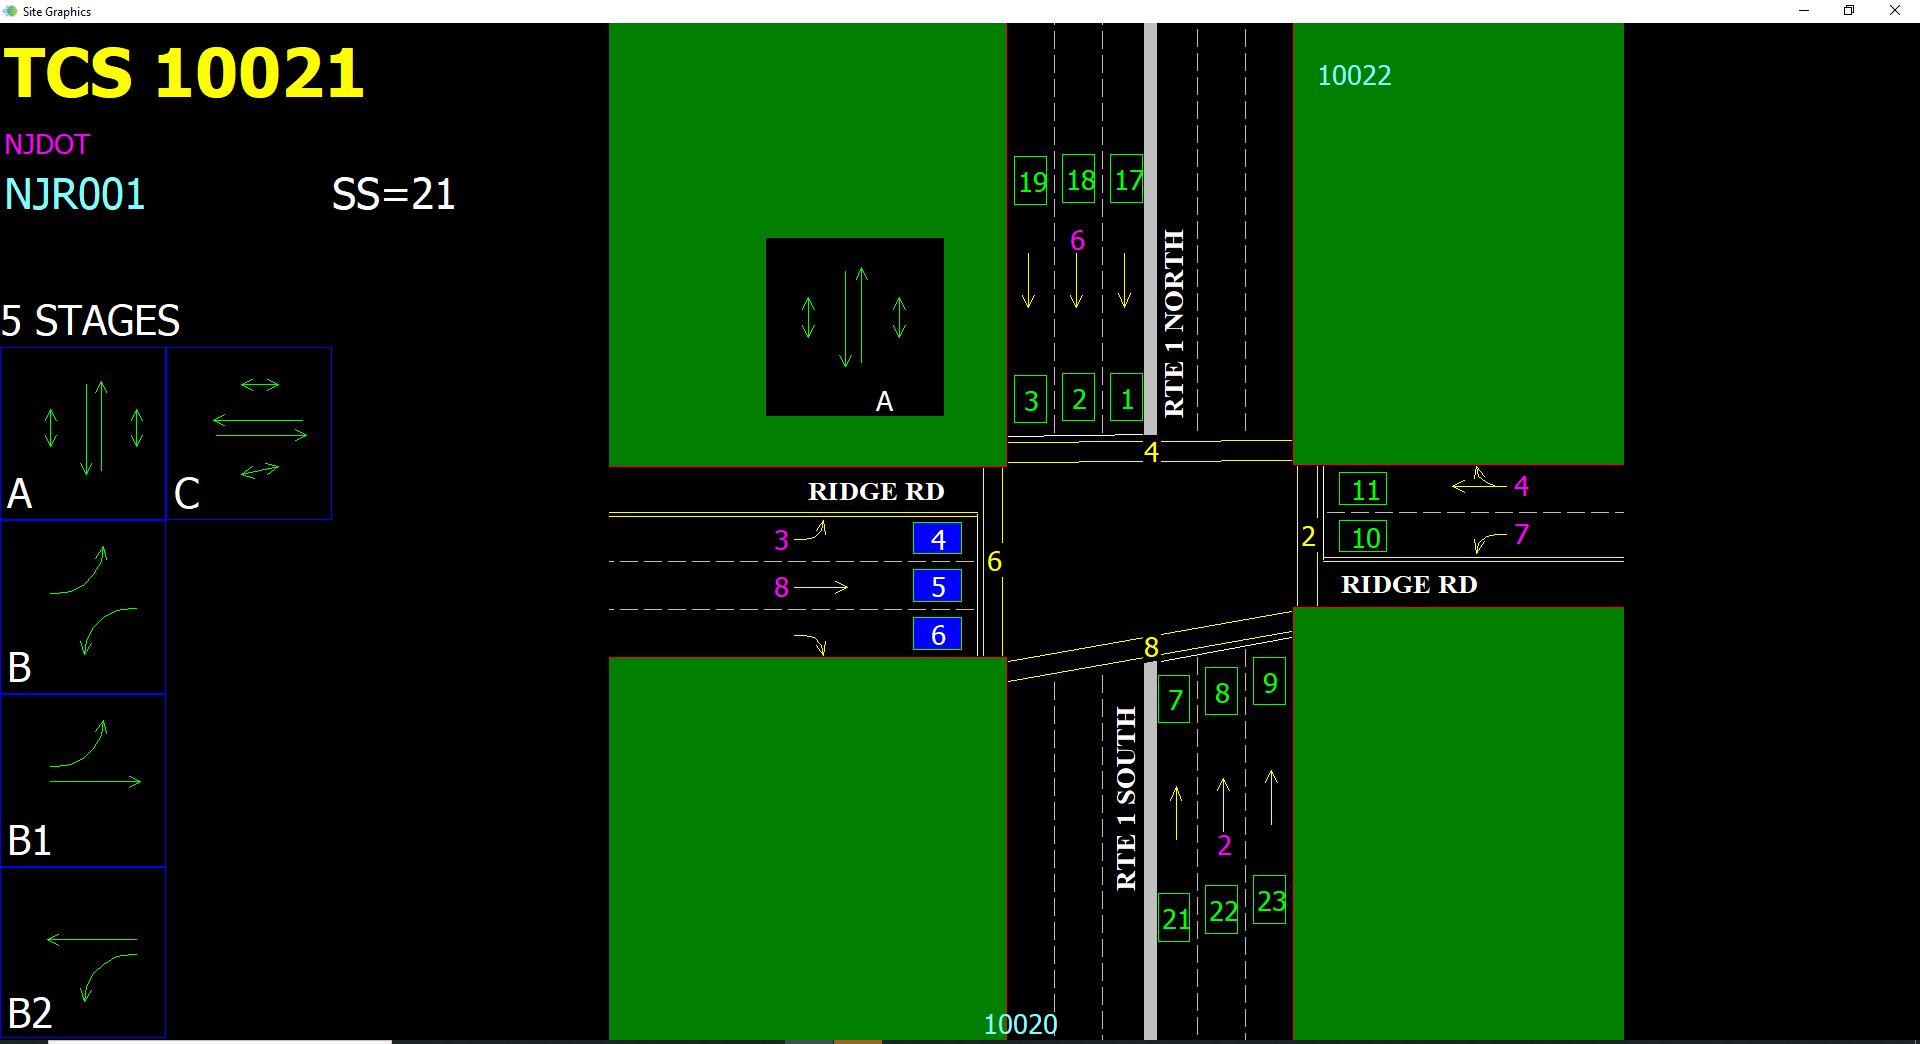 Site Graphics
TCS 10021
NJDOT
NJR001 SS=21
5 STAGES
A
C
B
B1
B2
10022
19 18 17
6
RTE 1 NORTH
A
3 2 1
4
RIDGE RD
11 4
3 4
6
2
10 7
8 5
RIDGE RD
6
8
7 8 9
RTE 1 SOUTH
2
21 22 23
10020